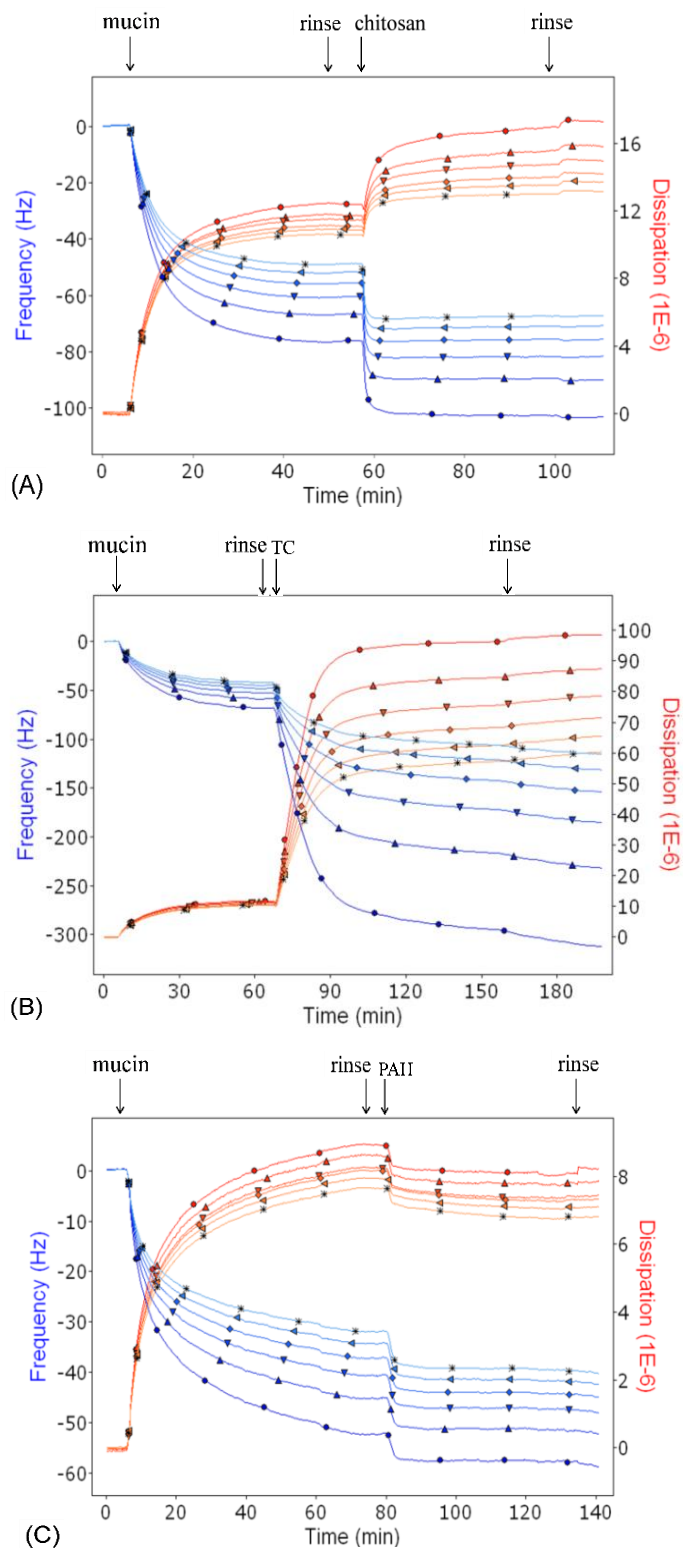 mucin rinse chitosan rinse
0
-20
-40
-60
-80
-100
Frequency (Hz)
16
12
8
4
0
Dissipation (1E-6)
0 20 40 60 80 100
Time (min)
(A)
mucin rinse TC rinse
0
-50
-100
-150
-200
-250
-300
Frequency (Hz)
100
90
80
70
60
50
40
30
20
10
0
Dissipation (1E-6)
0 30 60 90 120 150 180
Time (min)
(B)
mucin rinse PAH rinse
0
-10
-20
-30
-40
-50
-60
Frequency (Hz)
8
6
4
2
0
Dissipation (1E-6)
0 20 40 60 80 100 120 140
Time (min)
(C)